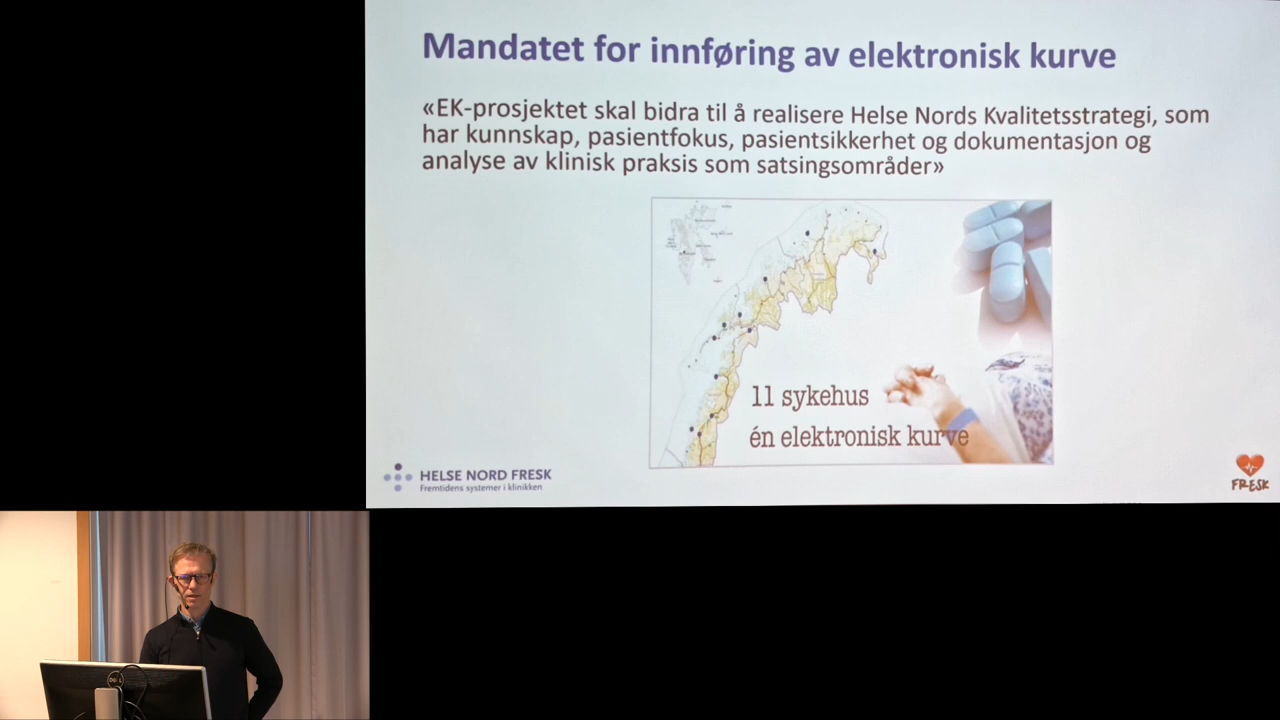 Mandatet for innføring av elektronisk kurve
«EK-prosjektet skal bidra til å realisere Helse Nords Kvalitetsstrategi, som
har kunnskap, pasientfokus, pasientsikkerhet og dokumentasjon og
analyse av klinisk praksis som satsingsområder»
11 sykehus
én elektronisk kurve
HELSE NORD FRESK
Fremtidens systemer i klinikken
FRESK
DELL